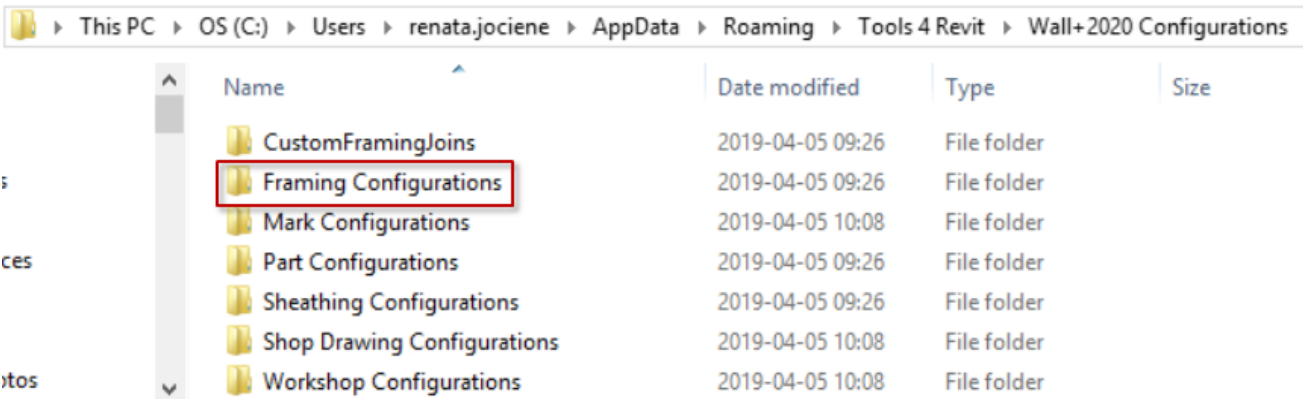 This PC OS (C:) Users renata.jociene AppData Roaming Tools 4 Revit Wall+2020 Configurations
Name Date modified Type Size
CustomFramingJoins 2019-04-05 09:26 File folder
Framing Configurations 2019-04-05 09:26 File folder
Mark Configurations 2019-04-05 10:08 File folder
ces Part Configurations 2019-04-05 09:26 File folder
Sheathing Configurations 2019-04-05 09:26 File folder
Shop Drawing Configurations 2019-04-05 10:08 File folder
otos Workshop Configurations 2019-04-05 10:08 File folder